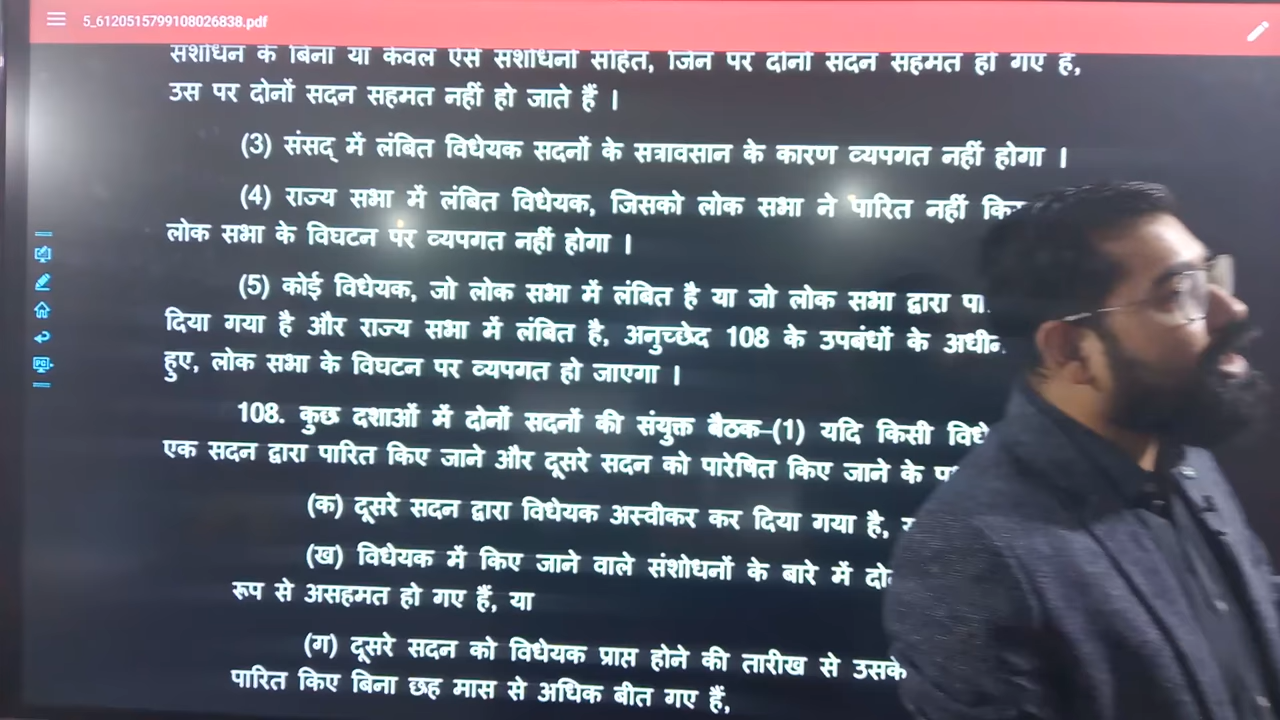 5_6120515799108026838.pdf
संशोधन के बिना या केवल ऐसे संशोधनों सहित, जिन पर दोनों सदन सहमत हो गए हैं,
उस पर दोनों सदन सहमत नहीं हो जाते हैं ।
(3) संसद् में लंबित विधेयक सदनों के सत्रावसान के कारण व्यपगत नहीं होगा ।
(4) राज्य सभा में लंबित विधेयक, जिसको लोक सभा ने पारित नहीं
लोक सभा के विघटन पर व्यपगत नहीं होगा ।
(5) कोई विधेयक, जो लोक सभा में लंबित है या जो लोक सभा द्वारा
दिया गया है और राज्य सभा में लंबित है, अनुच्छेद 108 के उपबंधों के
हुए, लोक सभा के विघटन पर व्यपगत हो जाएगा ।
108. कुछ दशाओं में दोनों सदनों की संयुक्त बैठक–(1) यदि किसी
एक सदन द्वारा पारित किए जाने और दूसरे सदन को पारेषित किए जाने के
(क) दूसरे सदन द्वारा विधेयक अस्वीकर कर दिया गया है,
(ख) विधेयक में किए जाने वाले संशोधनों के बारे में
रूप से असहमत हो गए हैं, या
(ग) दूसरे सदन को विधेयक प्राप्त होने की तारीख से उसके
पारित किए बिना छह मास से अधिक बीत गए हैं,